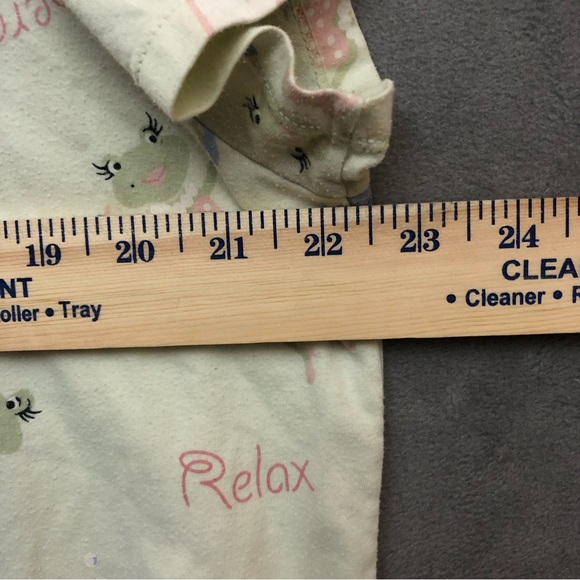 19 20 21 22 23 24
NT CLEA
oller • Tray • Cleaner • R
Relax